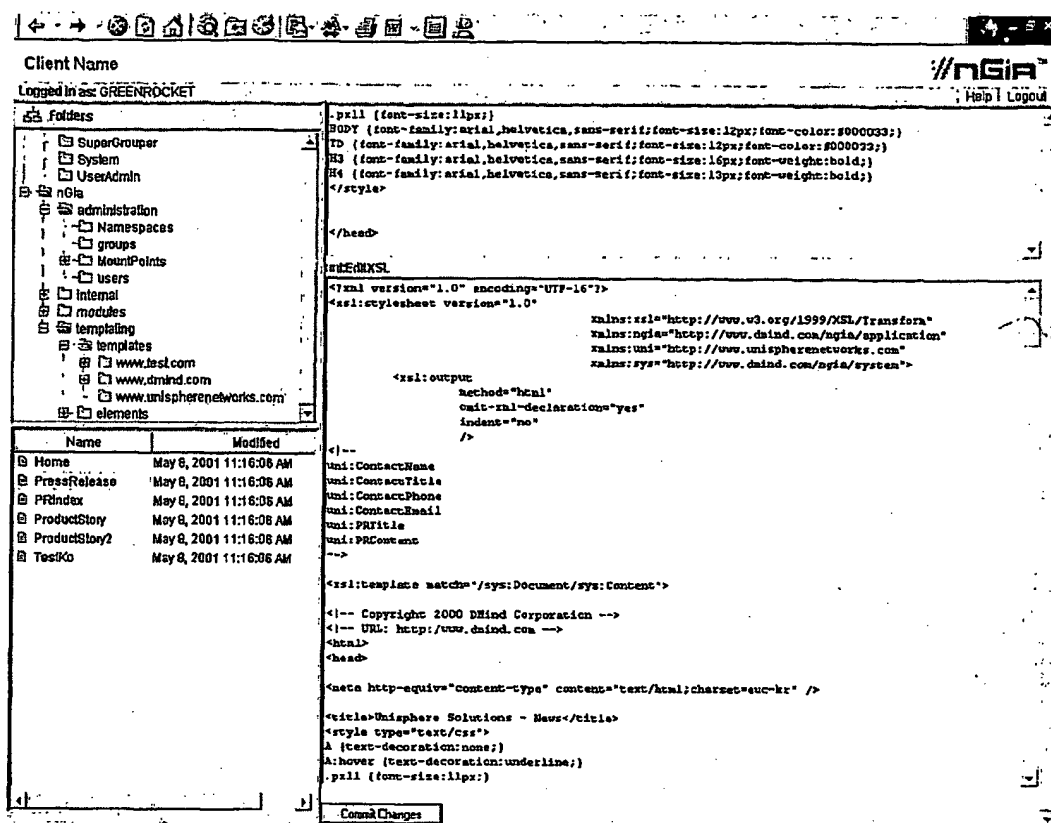 Client Name
//nGia™
Logged in as: GREENROCKET
Help | Logout
Folders
SuperGrouper
System
UserAdmin
nGia
administration
Namespaces
groups
MountPoints
users
internal
modules
templating
templates
www.test.com
www.dmind.com
www.unispherenetworks.com
elements
Name Modified
Home May 8, 2001 11:16:06 AM
PressRelease May 8, 2001 11:16:06 AM
PRIndex May 8, 2001 11:16:06 AM
ProductStory May 8, 2001 11:16:06 AM
ProductStory2 May 8, 2001 11:16:06 AM
TestKo May 8, 2001 11:16:06 AM
.px11 {font-size:11px;}
BODY {font-family:arial,helvetica,sans-serif;font-size:12px;font-color:#000033;}
TD {font-family:arial,helvetica,sans-serif;font-size:12px;font-color:#000033;}
H3 {font-family:arial,helvetica,sans-serif;font-size:16px;font-weight:bold;}
H4 {font-family:arial,helvetica,sans-serif;font-size:13px;font-weight:bold;}
</style>
</head>
<?xml version="1.0" encoding="UTF-16"?>
<xsl:stylesheet version="1.0"
xmlns:xsl="http://www.w3.org/1999/XSL/Transform"
xmlns:ngia="http://www.dmind.com/ngia/application"
xmlns:uni="http://www.unispherenetworks.com"
xmlns:sys="http://www.dmind.com/ngia/system">
<xsl:output
method="html"
omit-xml-declaration="yes"
indent="no"
/>
<!--
uni:ContactName
uni:ContactTitle
uni:ContactPhone
uni:ContactEmail
uni:PRTitle
uni:PRContent
-->
<xsl:template match="/sys:Document/sys:Content">
<!-- Copyright 2000 DMind Corporation -->
<!-- URL: http:/www.dmind.com -->
<html>
<head>
<meta http-equiv="content-type" content="text/html;charset=euc-kr" />
<title>Unisphere Solutions - News</title>
<style type="text/css">
A {text-decoration:none;}
A:hover {text-decoration:underline;}
.px11 {font-size:11px;}
Commit Changes